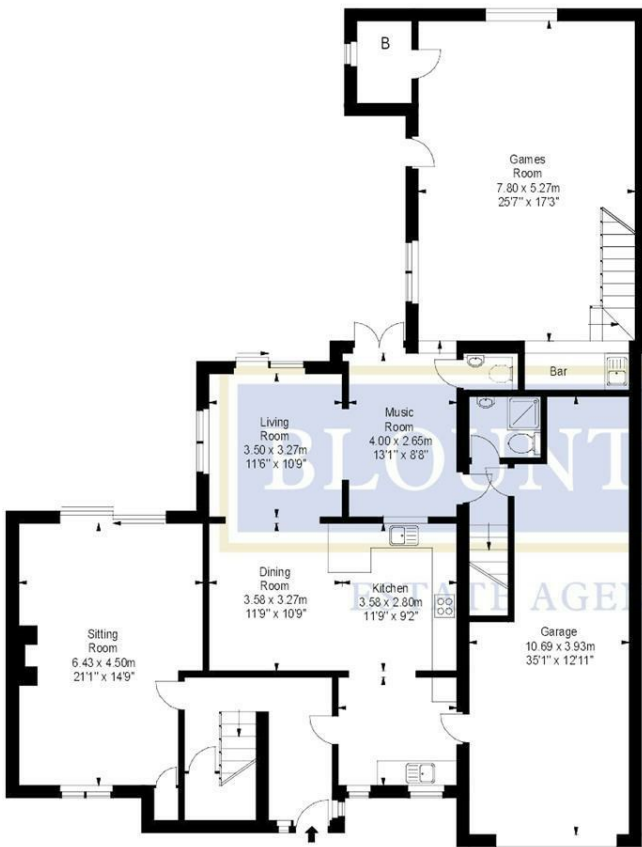 B
Games
Room
7.80 x 5.27m
25'7" x 17'3"
Bar
Living
Room
3.50 x 3.27m
11'6" x 10'9"
Music
Room
4.00 x 2.65m
13'1" x 8'8"
BLOUNT
Dining
Room
3.58 x 3.27m
11'9" x 10'9"
Kitchen
3.58 x 2.80m
11'9" x 9'2"
ESTATE AGEN
Sitting
Room
6.43 x 4.50m
21'1" x 14'9"
Garage
10.69 x 3.93m
35'1" x 12'11"